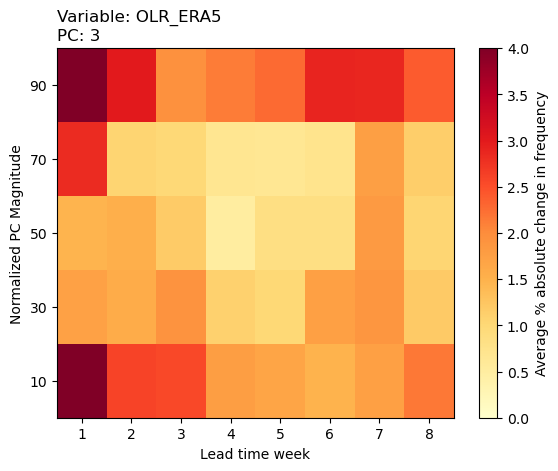 Variable: OLR_ERA5
PC: 3
Normalized PC Magnitude
90
70
50
30
10
1 2 3 4 5 6 7 8
Lead time week
4.0
3.5
3.0
2.5
2.0
1.5
1.0
0.5
0.0
Average % absolute change in frequency